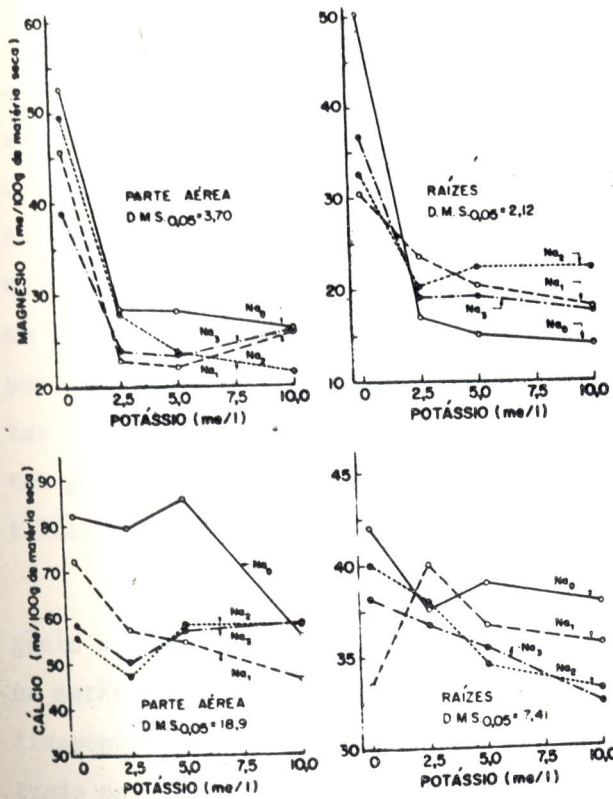 MAGNÉSIO (me/100g de matéria seca)
60
50
40
30
20
PARTE AÉREA
D.M.S.0,05=3,70
Na0
Na3
Na2
Na1
0 2,5 5,0 7,5 10,0
POTÁSSIO (me/l)
50
40
30
20
10
RAÍZES
D.M.S.0,05=2,12
Na2
Na1
Na3
Na0
0 2,5 5,0 7,5 10,0
POTÁSSIO (me/l)
CÁLCIO (me/100g de matéria seca)
90
80
70
60
50
40
30
Na0
Na2
Na3
Na1
PARTE AÉREA
D.M.S.0,05=18,9
0 2,5 5,0 7,5 10,0
POTÁSSIO (me/l)
45
40
35
30
Na0
Na1
Na3
Na2
RAÍZES
D.M.S.0,05=7,41
0 2,5 5,0 7,5 10,0
POTÁSSIO (me/l)